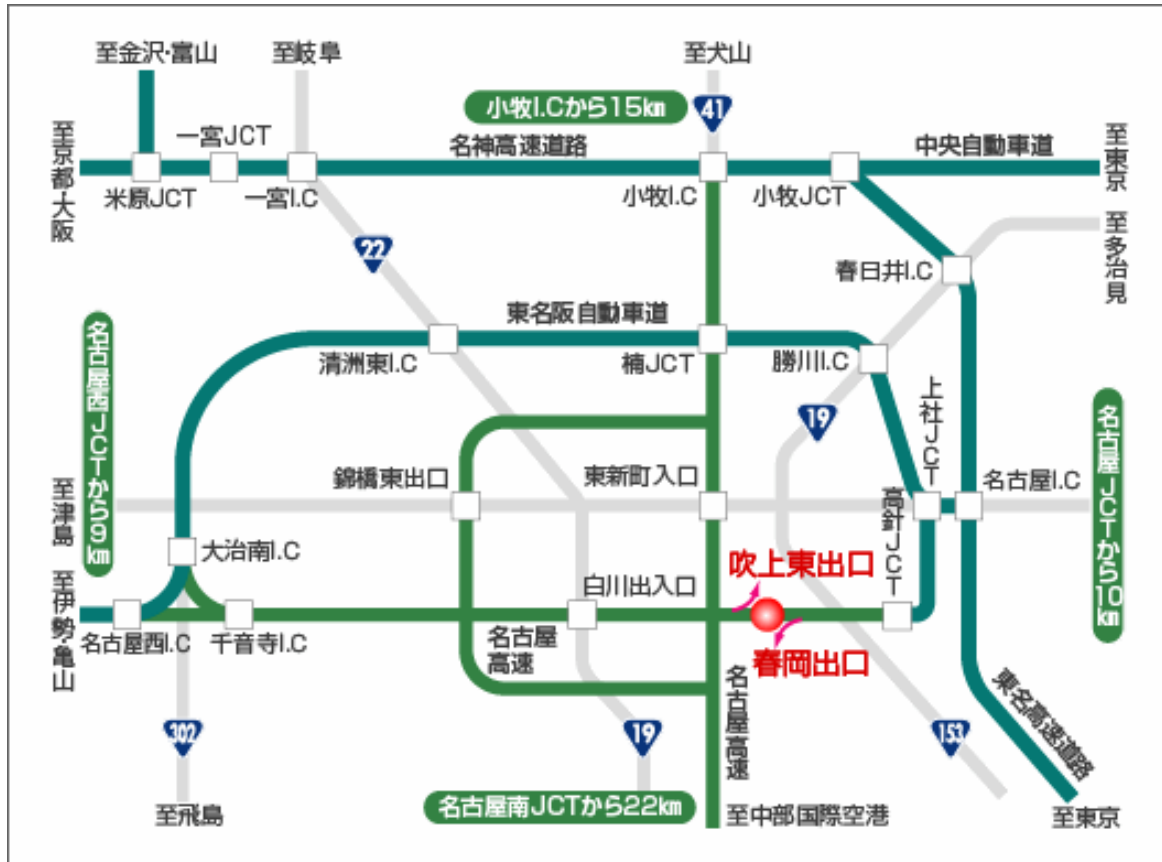 至金沢・富山
至岐阜
至犬山
小牧I.Cから15km
41
至京都・大阪
一宮JCT
名神高速道路
中央自動車道
至東京
米原JCT
一宮I.C
小牧I.C
小牧JCT
至多治見
22
春日井I.C
東名阪自動車道
名古屋西JCTから9km
清洲東I.C
楠JCT
勝川I.C
上社JCT
名古屋JCTから10km
19
錦橋東出口
東新町入口
高針JCT
名古屋I.C
至津島
大治南I.C
吹上東出口
白川出入口
至伊勢・亀山
名古屋西I.C
千音寺I.C
名古屋
高速
春岡出口
名古屋高速
東名高速道路
302
19
153
名古屋南JCTから22km
至飛島
至中部国際空港
至東京